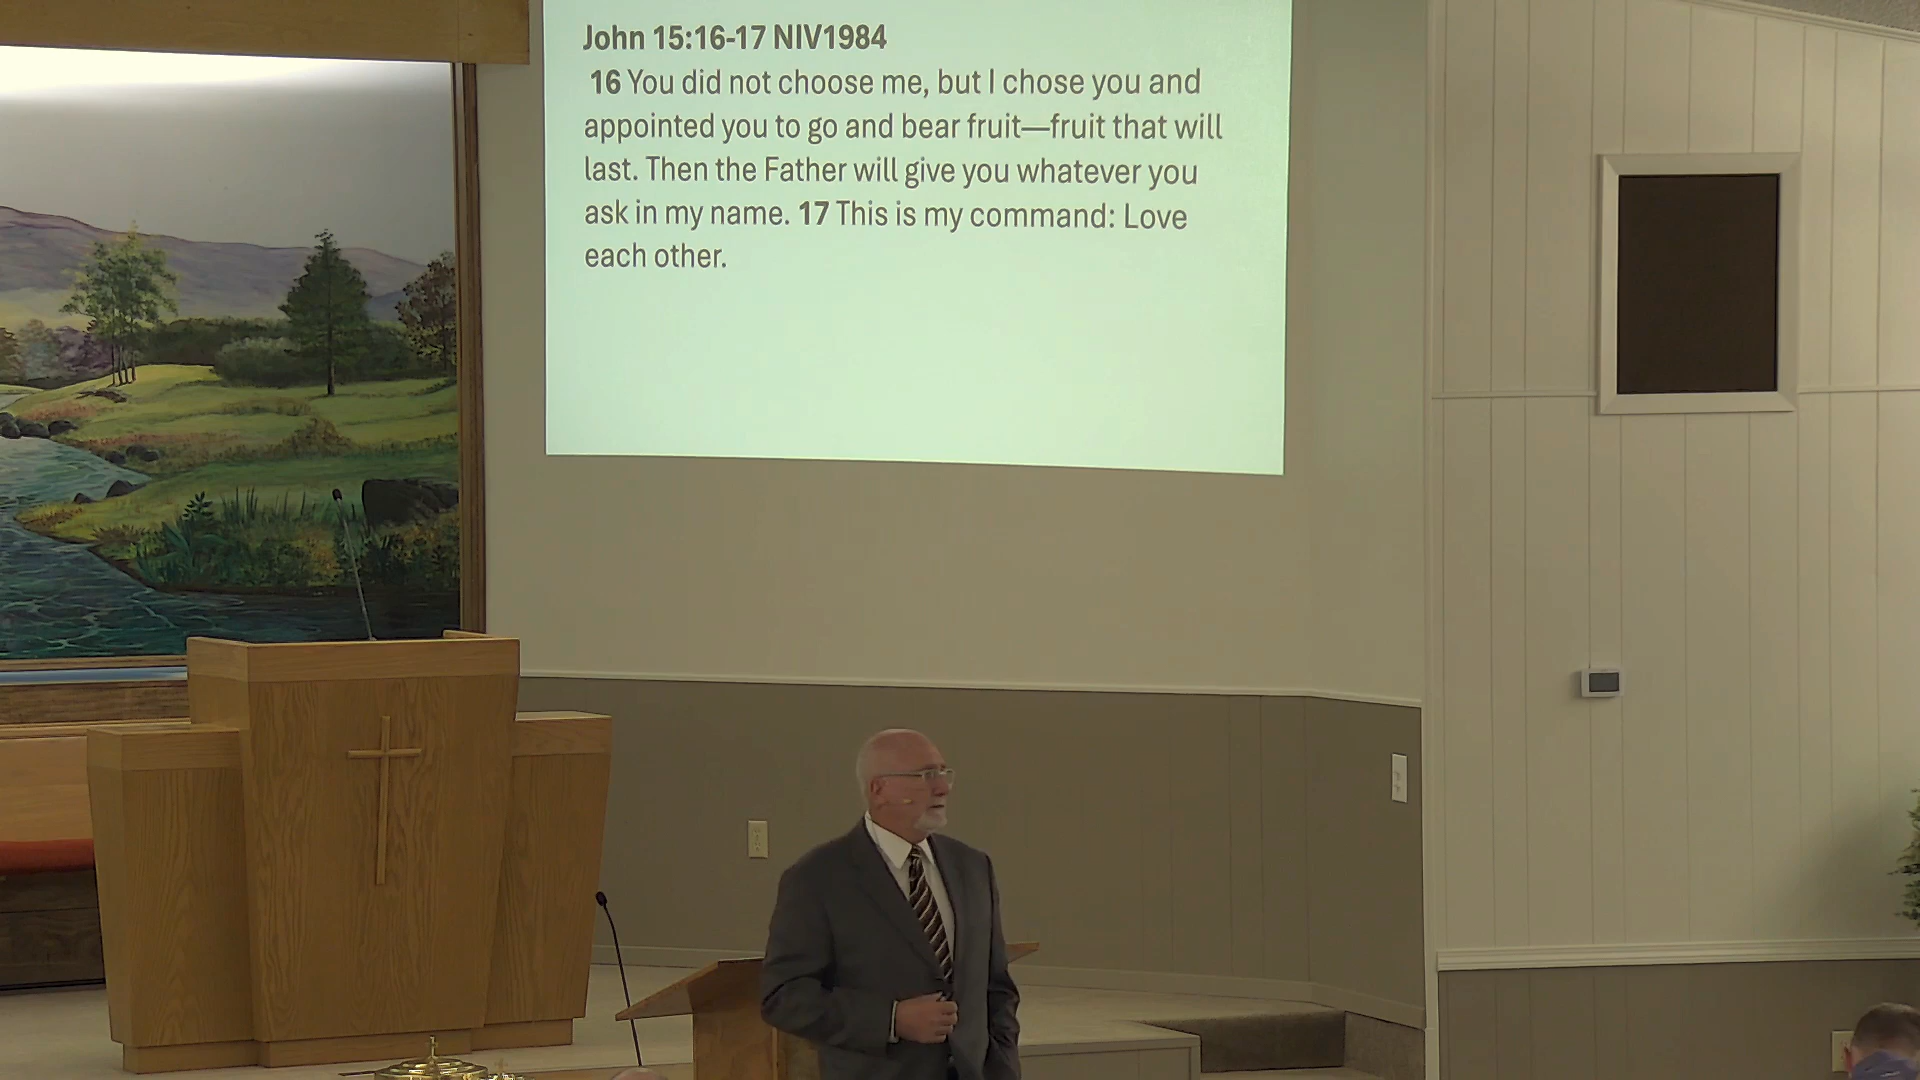 John 15:16-17 NIV1984
16 You did not choose me, but I chose you and
appointed you to go and bear fruit—fruit that will
last. Then the Father will give you whatever you
ask in my name. 17 This is my command: Love
each other.